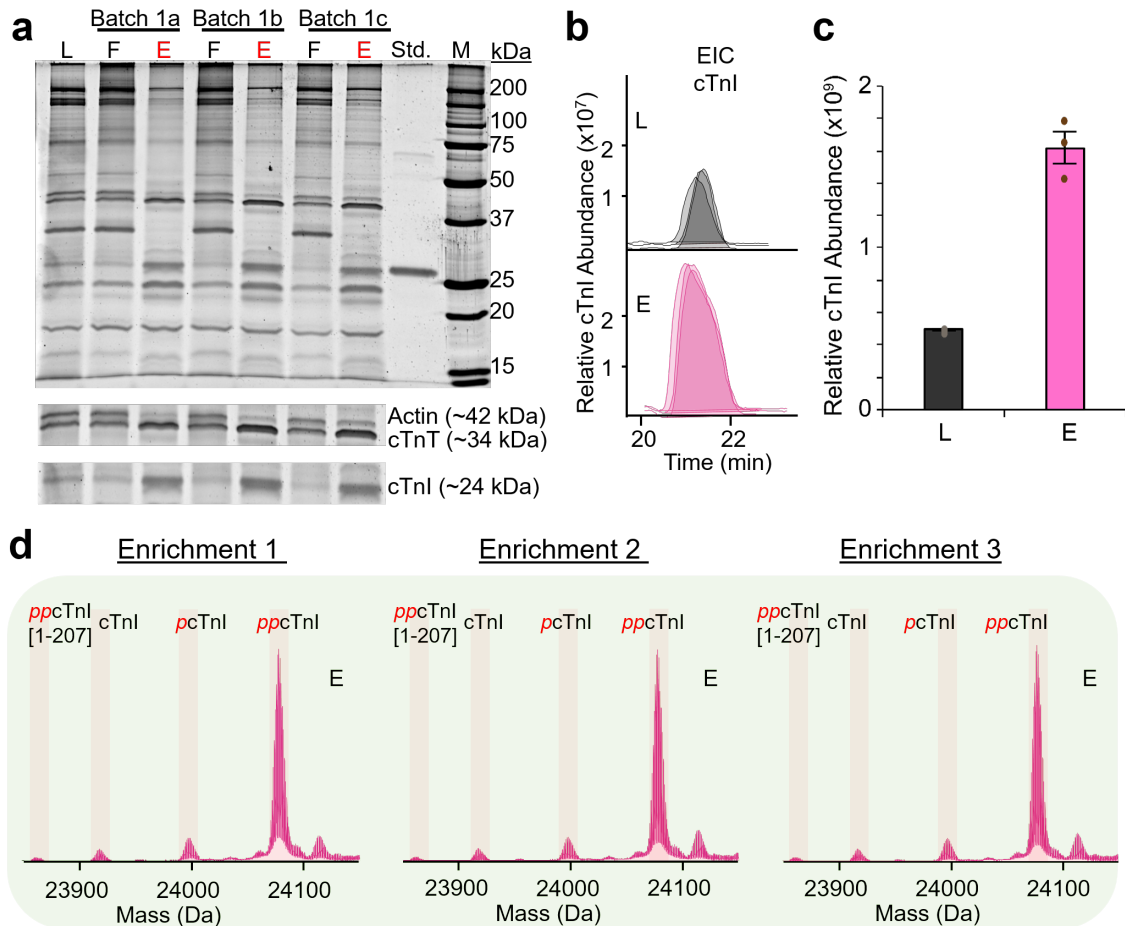 a
Batch 1a Batch 1b Batch 1c
L F E F E F E Std. M kDa
200
100
75
50
37
25
20
15
Actin (~42 kDa)
cTnT (~34 kDa)
cTnI (~24 kDa)
b
EIC
cTnI
Relative cTnI Abundance (x10⁷)
L
2
1
E
2
1
20 22
Time (min)
c
Relative cTnI Abundance (x10⁹)
2
1
0
L E
d
Enrichment 1 Enrichment 2 Enrichment 3
ppcTnI
[1-207]
cTnI pcTnI ppcTnI
E
23900 24000 24100
Mass (Da)
ppcTnI
[1-207]
cTnI pcTnI ppcTnI
E
23900 24000 24100
Mass (Da)
ppcTnI
[1-207]
cTnI pcTnI ppcTnI
E
23900 24000 24100
Mass (Da)